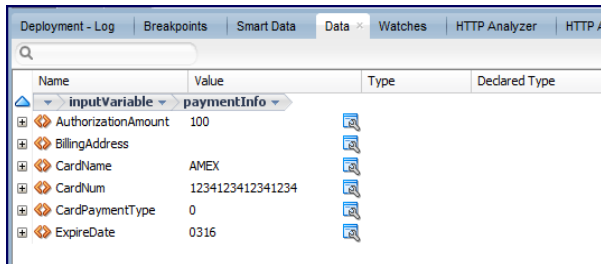 Deployment - Log Breakpoints Smart Data Data Watches HTTP Analyzer HTTP A
Name Value Type Declared Type
inputVariable paymentInfo
AuthorizationAmount 100
BillingAddress
CardName AMEX
CardNum 1234123412341234
CardPaymentType 0
ExpireDate 0316